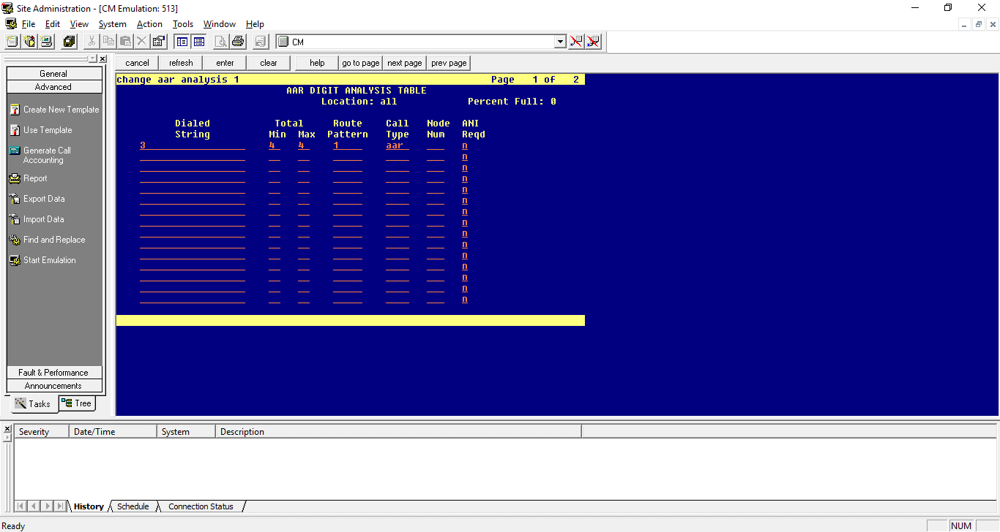 Site Administration - [CM Emulation: 513]
File Edit View System Action Tools Window Help
CM
cancel refresh enter clear help go to page next page prev page
General
Advanced
Create New Template
Use Template
Generate Call
Accounting
Report
Export Data
Import Data
Find and Replace
Start Emulation
Fault & Performance
Announcements
Tasks Tree
change aar analysis 1 Page 1 of 2
AAR DIGIT ANALYSIS TABLE
Location: all Percent Full: 0
Dialed Total Route Call Node ANI
String Min Max Pattern Type Num Reqd
3 4 4 1 aar n
n
n
n
n
n
n
n
n
n
n
n
n
n
n
Severity Date/Time System Description
History Schedule Connection Status
Ready NUM